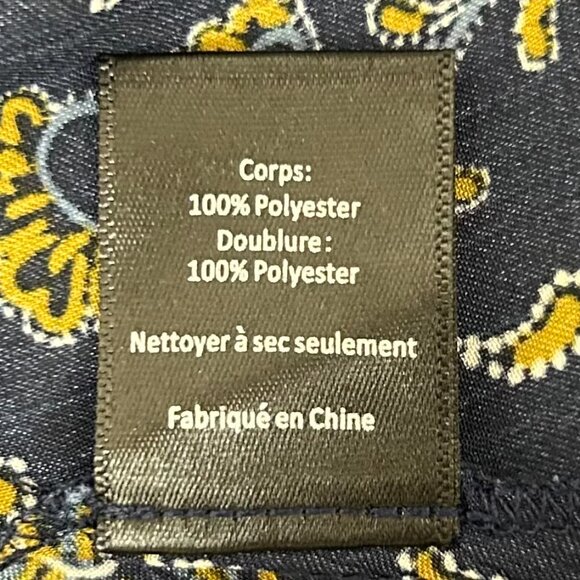 Corps:
100% Polyester
Doublure:
100% Polyester
Nettoyer à sec seulement
Fabriqué en Chine